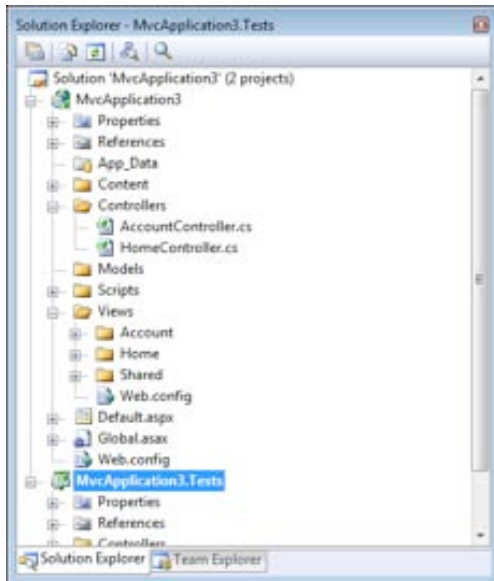 Solution Explorer - MvcApplication3.Tests
Solution 'MvcApplication3' (2 projects)
MvcApplication3
Properties
References
App_Data
Content
Controllers
AccountController.cs
HomeController.cs
Models
Scripts
Views
Account
Home
Shared
Web.config
Default.aspx
Global.asax
Web.config
MvcApplication3.Tests
Properties
References
Controllers
Solution Explorer
Team Explorer